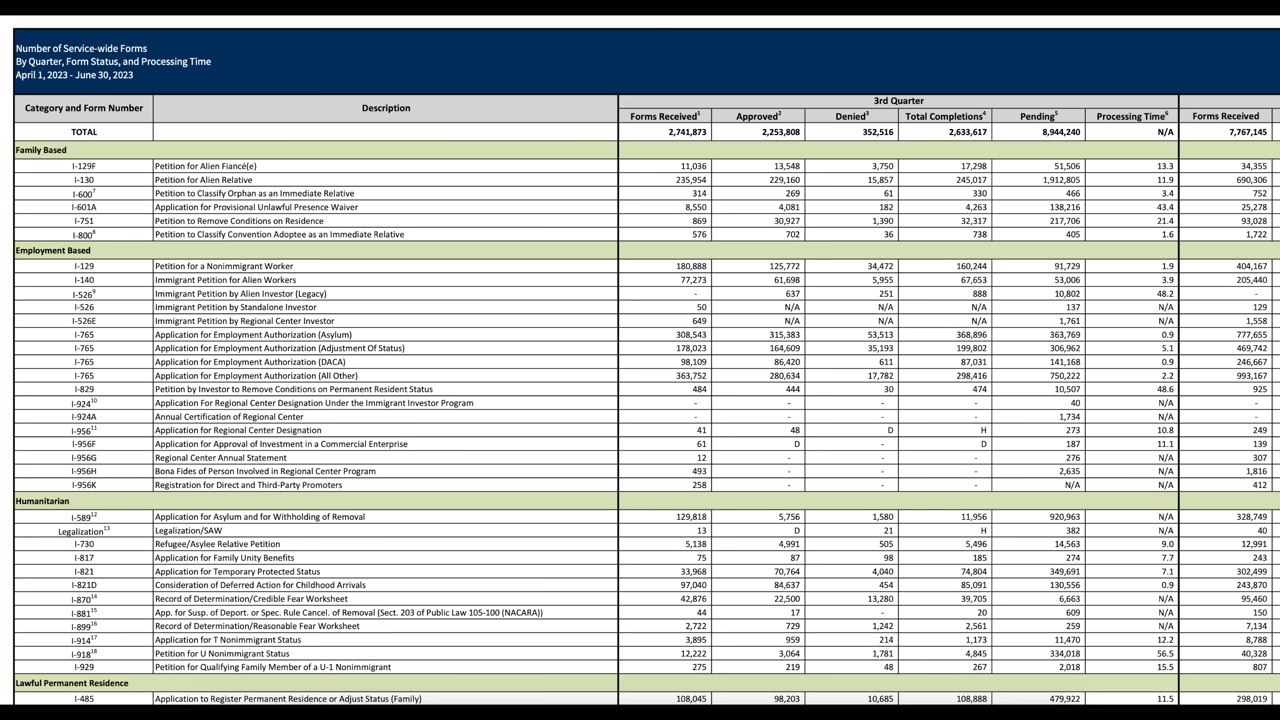 Number of Service-wide Forms
By Quarter, Form Status, and Processing Time
April 1, 2023 - June 30, 2023
Category and Form Number Description 3rd Quarter
Forms Received1 Approved2 Denied3 Total Completions4 Pending5 Processing Time6 Forms Received
TOTAL 2,741,873 2,253,808 352,516 2,633,617 8,944,240 N/A 7,767,145
Family Based
I-129F Petition for Alien Fiancé(e) 11,036 13,548 3,750 17,298 51,506 13.3 34,355
I-130 Petition for Alien Relative 235,954 229,160 15,857 245,017 1,912,805 11.9 690,306
I-6007 Petition to Classify Orphan as an Immediate Relative 314 269 61 330 466 3.4 752
I-601A Application for Provisional Unlawful Presence Waiver 8,550 4,081 182 4,263 138,216 43.4 25,278
I-751 Petition to Remove Conditions on Residence 869 30,927 1,390 32,317 217,706 21.4 93,028
I-8008 Petition to Classify Convention Adoptee as an Immediate Relative 576 702 36 738 405 1.6 1,722
Employment Based
I-129 Petition for a Nonimmigrant Worker 180,888 125,772 34,472 160,244 91,729 1.9 404,167
I-140 Immigrant Petition for Alien Workers 77,273 61,698 5,955 67,653 53,006 3.9 205,440
I-5269 Immigrant Petition by Alien Investor (Legacy) - 637 251 888 10,802 48.2 -
I-526 Immigrant Petition by Standalone Investor 50 N/A N/A N/A 137 N/A 129
I-526E Immigrant Petition by Regional Center Investor 649 N/A N/A N/A 1,761 N/A 1,558
I-765 Application for Employment Authorization (Asylum) 308,543 315,383 53,513 368,896 363,769 0.9 777,655
I-765 Application for Employment Authorization (Adjustment Of Status) 178,023 164,609 35,193 199,802 306,962 5.1 469,742
I-765 Application for Employment Authorization (DACA) 98,109 86,420 611 87,031 141,168 0.9 246,667
I-765 Application for Employment Authorization (All Other) 363,752 280,634 17,782 298,416 750,222 2.2 993,167
I-829 Petition by Investor to Remove Conditions on Permanent Resident Status 484 444 30 474 10,507 48.6 925
I-92410 Application For Regional Center Designation Under the Immigrant Investor Program - - - - 40 N/A -
I-924A Annual Certification of Regional Center - - - - 1,734 N/A -
I-95611 Application for Regional Center Designation 41 48 D H 273 10.8 249
I-956F Application for Approval of Investment in a Commercial Enterprise 61 D - D 187 11.1 139
I-956G Regional Center Annual Statement 12 - - - 276 N/A 307
I-956H Bona Fides of Person Involved in Regional Center Program 493 - - - 2,635 N/A 1,816
I-956K Registration for Direct and Third-Party Promoters 258 - - - N/A N/A 412
Humanitarian
I-58912 Application for Asylum and for Withholding of Removal 129,818 5,756 1,580 11,956 920,963 N/A 328,749
Legalization13 Legalization/SAW 13 D 21 H 382 N/A 40
I-730 Refugee/Asylee Relative Petition 5,138 4,991 505 5,496 14,563 9.0 12,991
I-817 Application for Family Unity Benefits 75 87 98 185 274 7.7 243
I-821 Application for Temporary Protected Status 33,968 70,764 4,040 74,804 349,691 7.1 302,499
I-821D Consideration of Deferred Action for Childhood Arrivals 97,040 84,637 454 85,091 130,556 0.9 243,870
I-87014 Record of Determination/Credible Fear Worksheet 42,876 22,500 13,280 39,705 6,663 N/A 95,460
I-88115 App. for Susp. of Deport. or Spec. Rule Cancel. of Removal (Sect. 203 of Public Law 105-100 (NACARA)) 44 17 - 20 609 N/A 150
I-89916 Record of Determination/Reasonable Fear Worksheet 2,722 729 1,242 2,561 259 N/A 7,134
I-91417 Application for T Nonimmigrant Status 3,895 959 214 1,173 11,470 12.2 8,788
I-91818 Petition for U Nonimmigrant Status 12,222 3,064 1,781 4,845 334,018 56.5 40,328
I-929 Petition for Qualifying Family Member of a U-1 Nonimmigrant 275 219 48 267 2,018 15.5 807
Lawful Permanent Residence
I-485 Application to Register Permanent Residence or Adjust Status (Family) 108,045 98,203 10,685 108,888 479,922 11.5 298,019